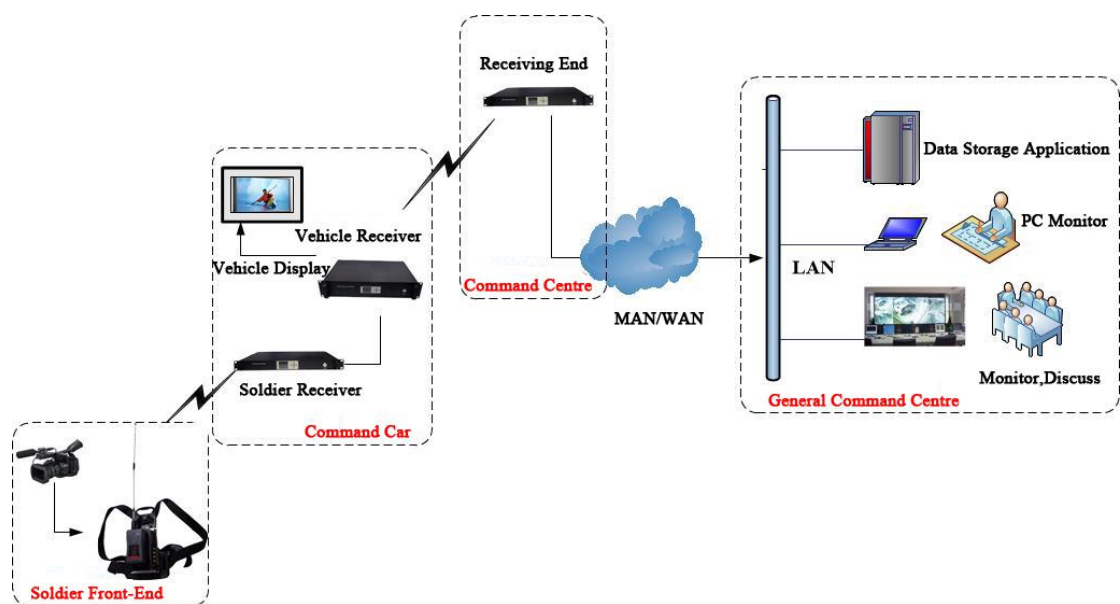 Receiving End
Command Centre
Vehicle Receiver
Vehicle Display
Soldier Receiver
Command Car
Soldier Front-End
MAN/WAN
LAN
Data Storage Application
PC Monitor
Monitor,Discuss
General Command Centre